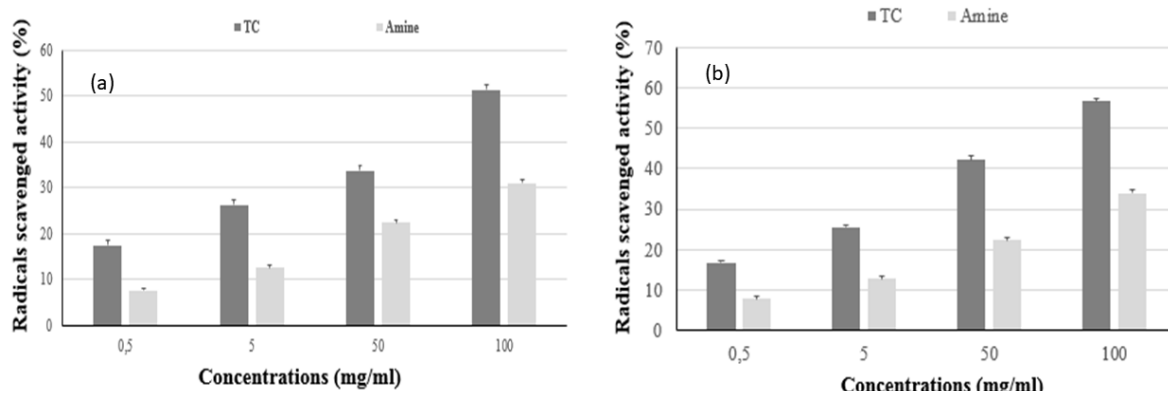 TC Amine
(a)
Radicals scavenged activity (%)
60
50
40
30
20
10
0
0,5 5 50 100
Concentrations (mg/ml)
TC Amine
(b)
Radicals scavenged activity (%)
70
60
50
40
30
20
10
0
0,5 5 50 100
Concentrations (mg/ml)